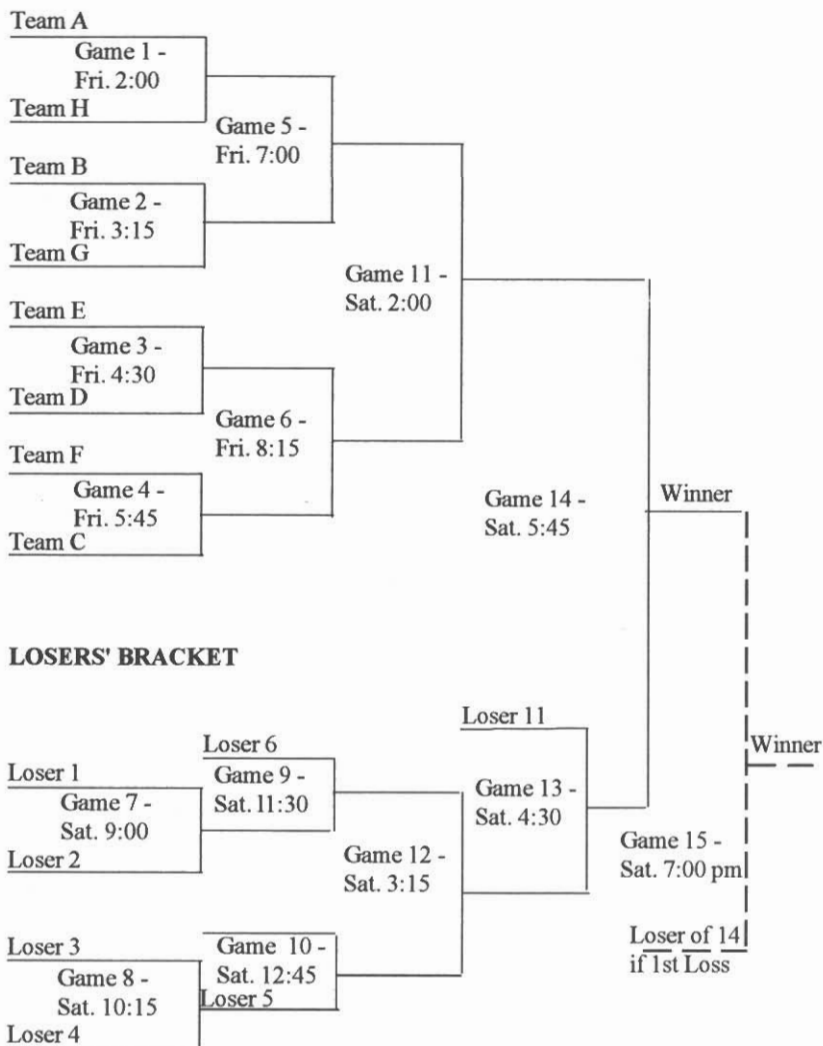 Team A
Game 1 -
Fri. 2:00
Team H
Game 5 -
Fri. 7:00
Team B
Game 2 -
Fri. 3:15
Team G
Game 11 -
Sat. 2:00
Team E
Game 3 -
Fri. 4:30
Team D
Game 6 -
Fri. 8:15
Team F
Game 4 -
Fri. 5:45
Team C
Game 14 -
Sat. 5:45
Winner
LOSERS' BRACKET
Loser 11
Loser 6
Winner
Loser 1
Game 9 -
Sat. 11:30
Game 7 -
Sat. 9:00
Game 13 -
Sat. 4:30
Loser 2
Game 12 -
Sat. 3:15
Game 15 -
Sat. 7:00 pm
Loser 3
Game 10 -
Sat. 12:45
Loser of 14
if 1st Loss
Game 8 -
Sat. 10:15
Loser 5
Loser 4